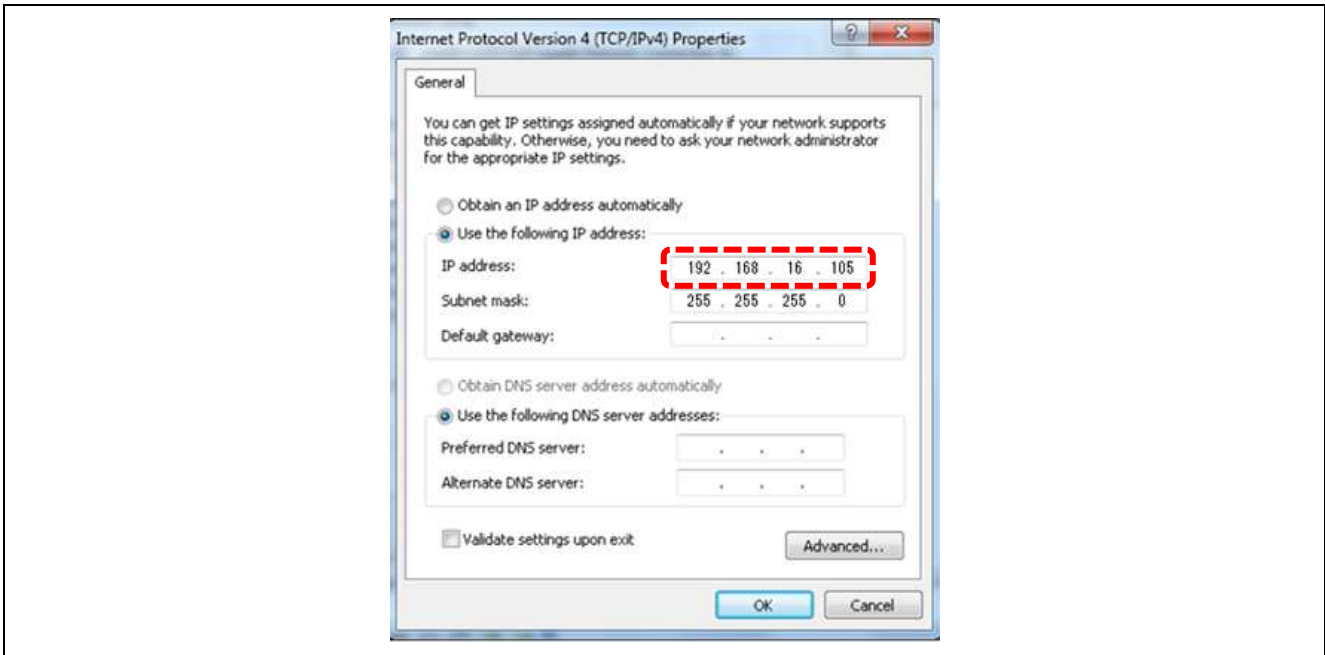 Internet Protocol Version 4 (TCP/IPv4) Properties
General
You can get IP settings assigned automatically if your network supports
this capability. Otherwise, you need to ask your network administrator
for the appropriate IP settings.
Obtain an IP address automatically
Use the following IP address:
IP address: 192 . 168 . 16 . 105
Subnet mask: 255 . 255 . 255 . 0
Default gateway: . . .
Obtain DNS server address automatically
Use the following DNS server addresses:
Preferred DNS server: . . .
Alternate DNS server: . . .
Validate settings upon exit
Advanced...
OK Cancel